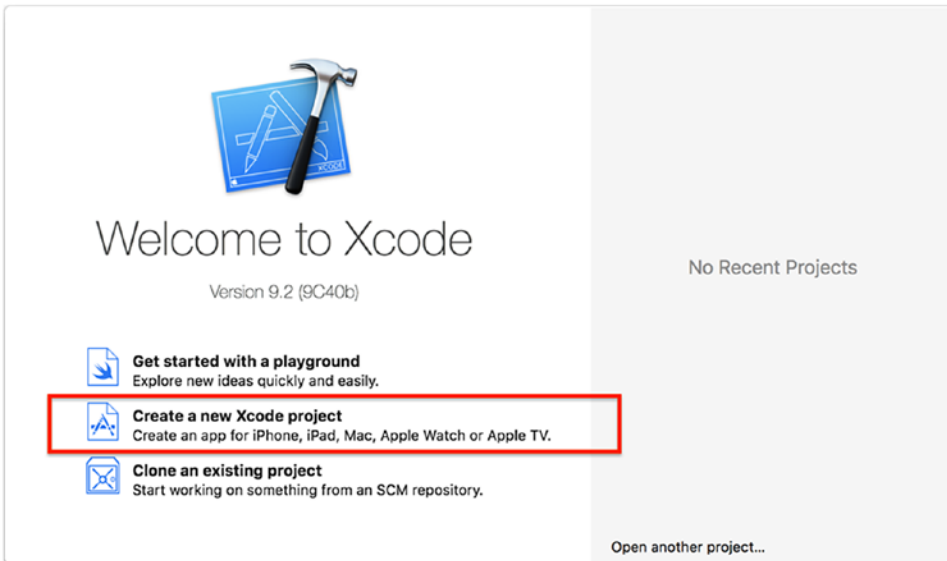 XCODE
Welcome to Xcode
Version 9.2 (9C40b)
Get started with a playground
Explore new ideas quickly and easily.
Create a new Xcode project
Create an app for iPhone, iPad, Mac, Apple Watch or Apple TV.
Clone an existing project
Start working on something from an SCM repository.
No Recent Projects
Open another project...